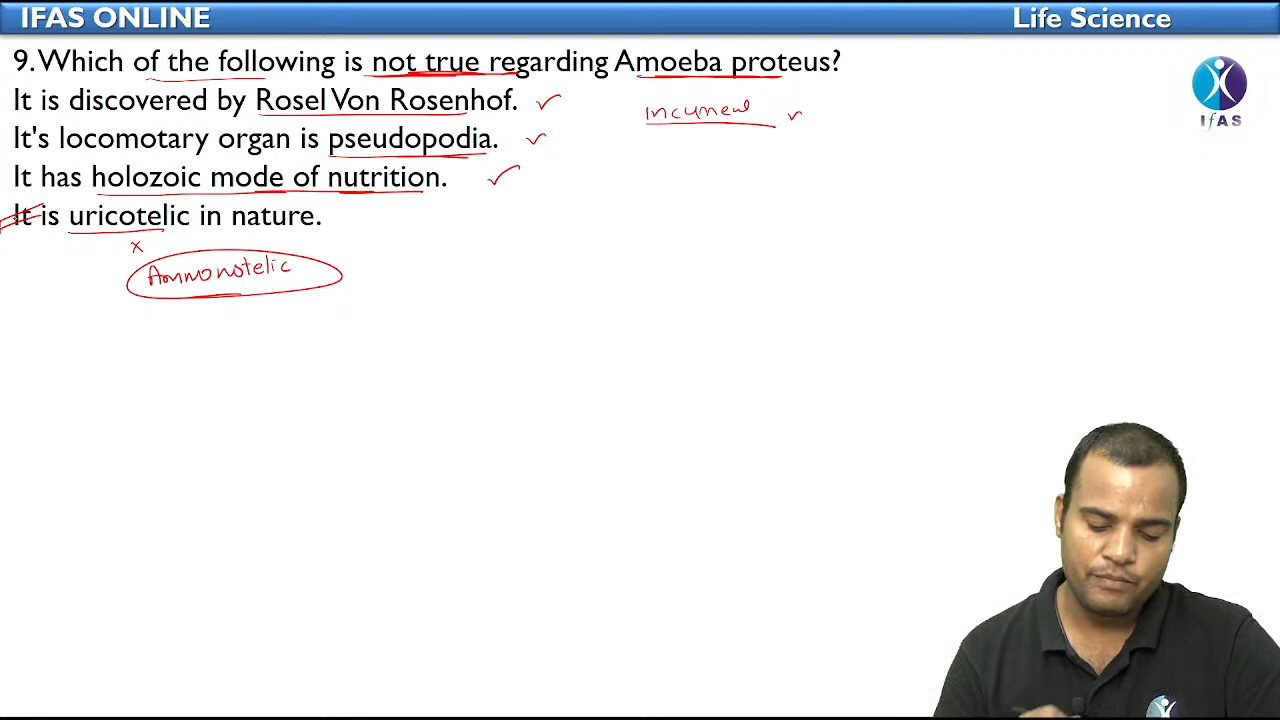 IFAS ONLINE
Life Science
9. Which of the following is not true regarding Amoeba proteus?
It is discovered by Rosel Von Rosenhof.
It's locomotary organ is pseudopodia.
It has holozoic mode of nutrition.
It is uricotelic in nature.
Ammonotelic
IFAS